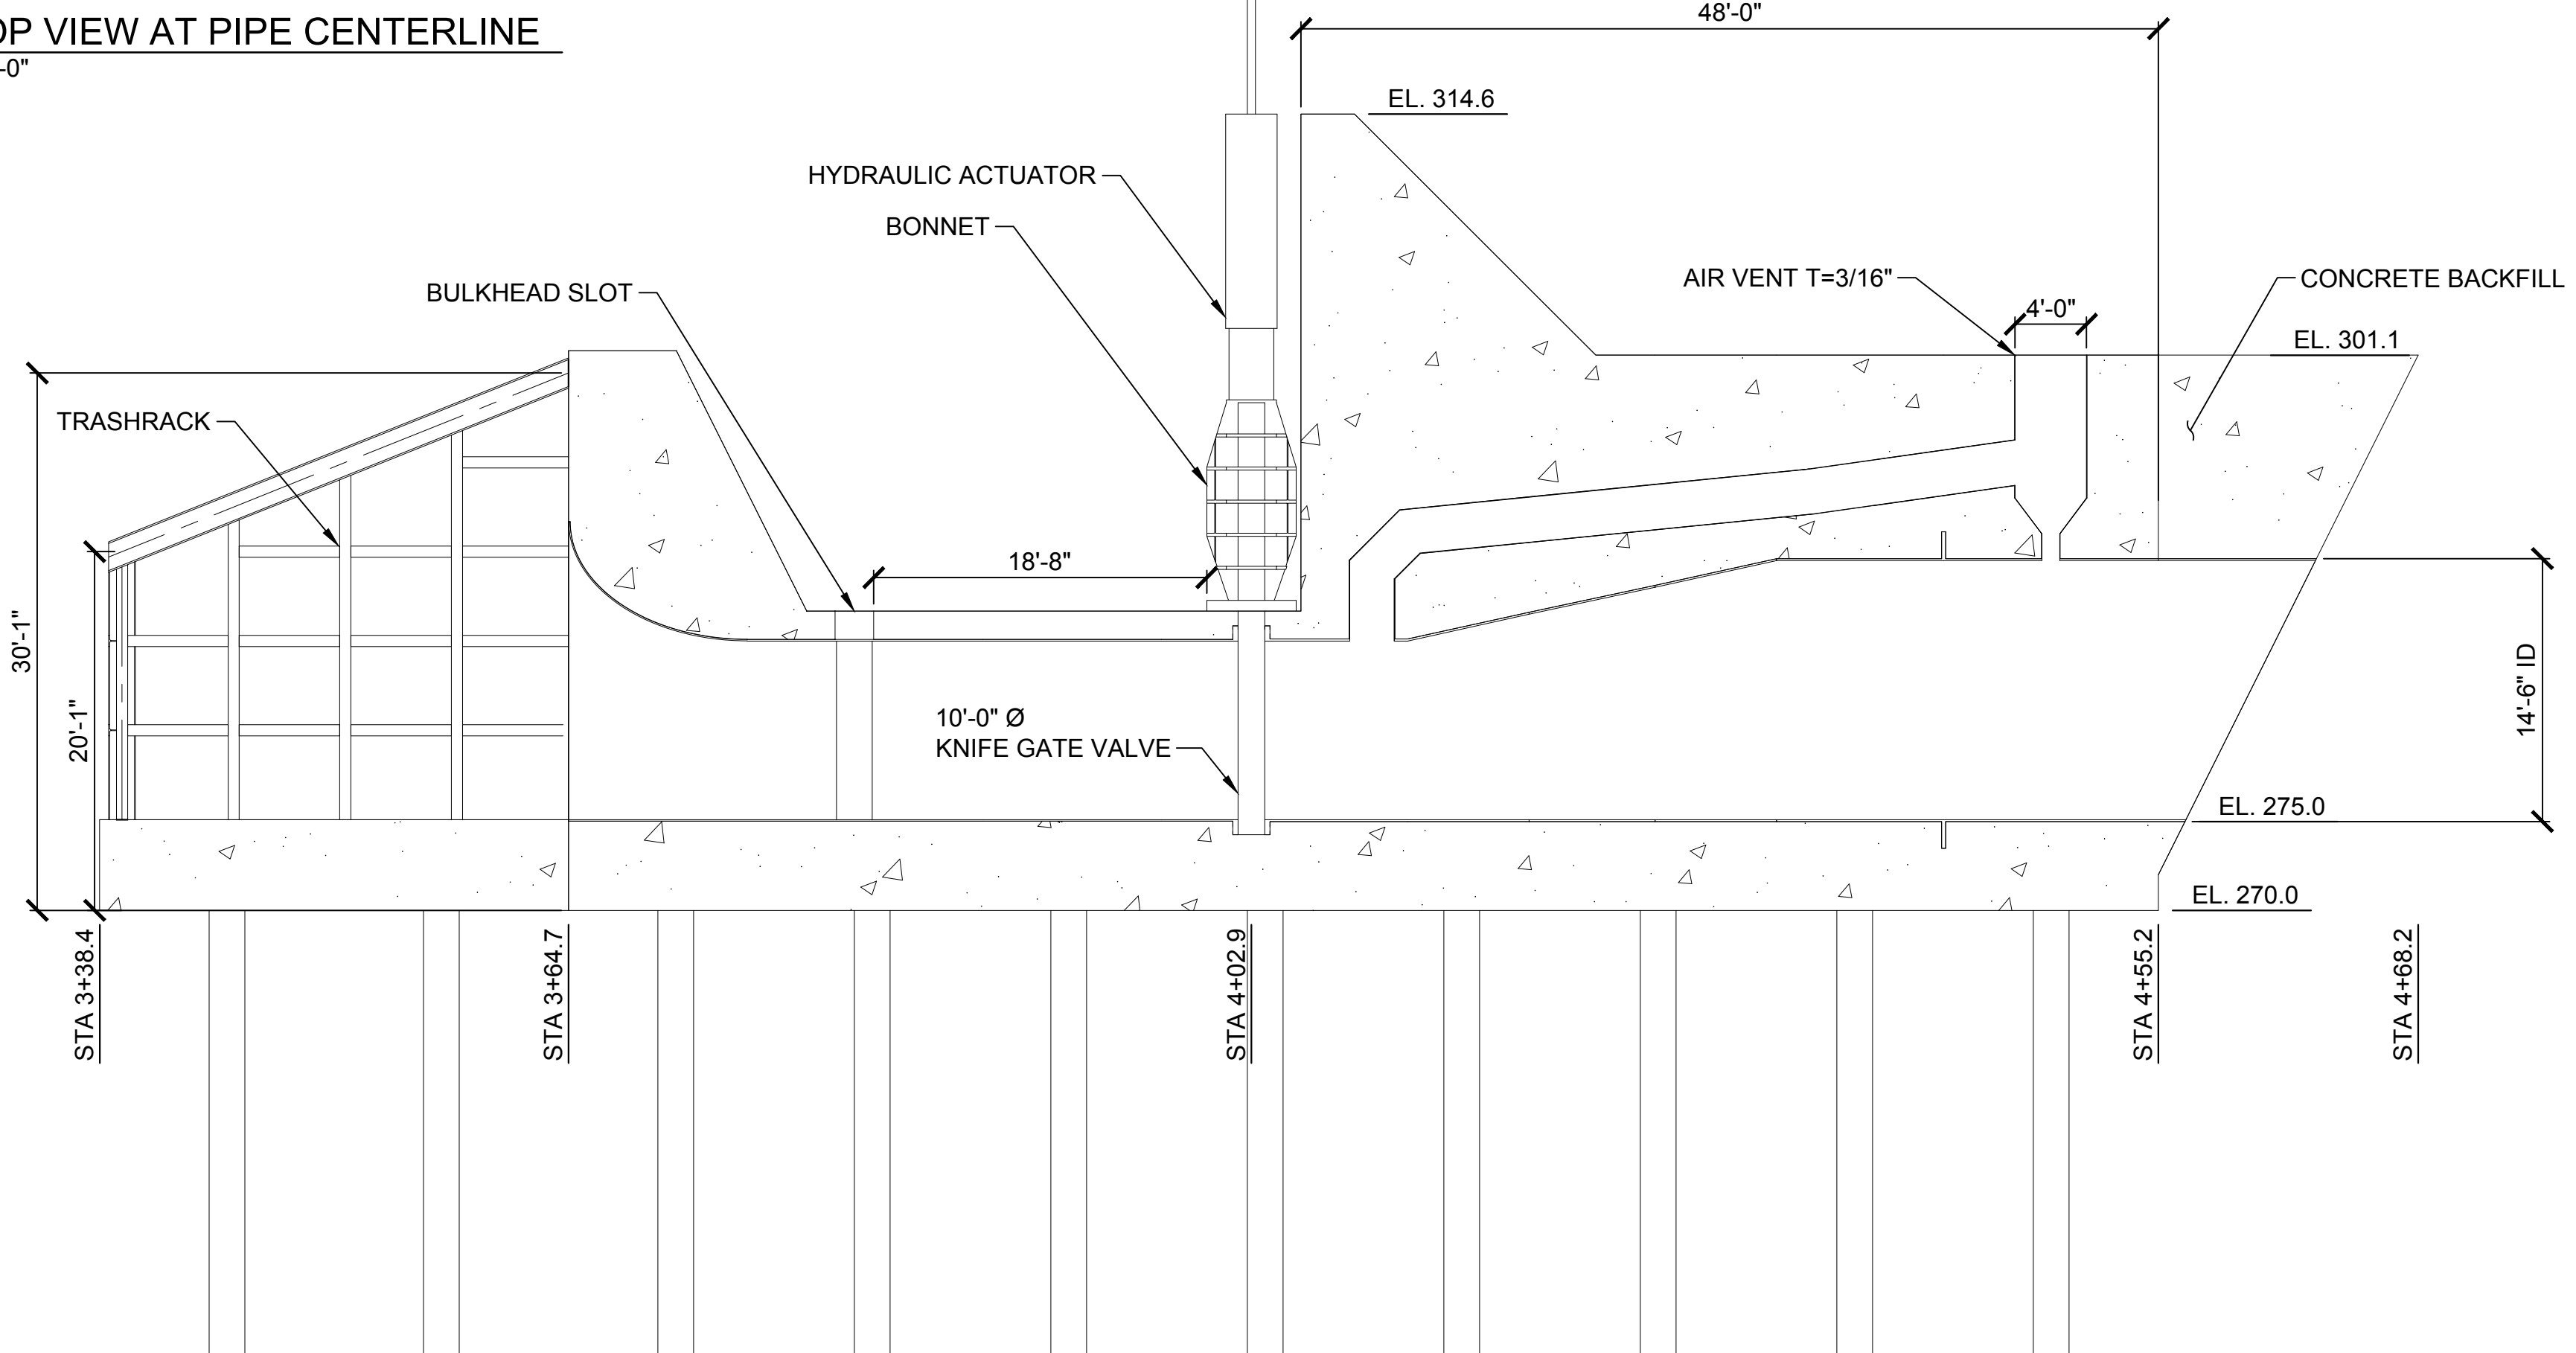 OP VIEW AT PIPE CENTERLINE
-0"
48'-0"
EL. 314.6
HYDRAULIC ACTUATOR
BONNET
BULKHEAD SLOT
AIR VENT T=3/16"
CONCRETE BACKFILL
4'-0"
EL. 301.1
TRASHRACK
18'-8"
30'-1"
20'-1"
10'-0" Ø
KNIFE GATE VALVE
14'-6" ID
EL. 275.0
EL. 270.0
STA 3+38.4
STA 3+64.7
STA 4+02.9
STA 4+55.2
STA 4+68.2